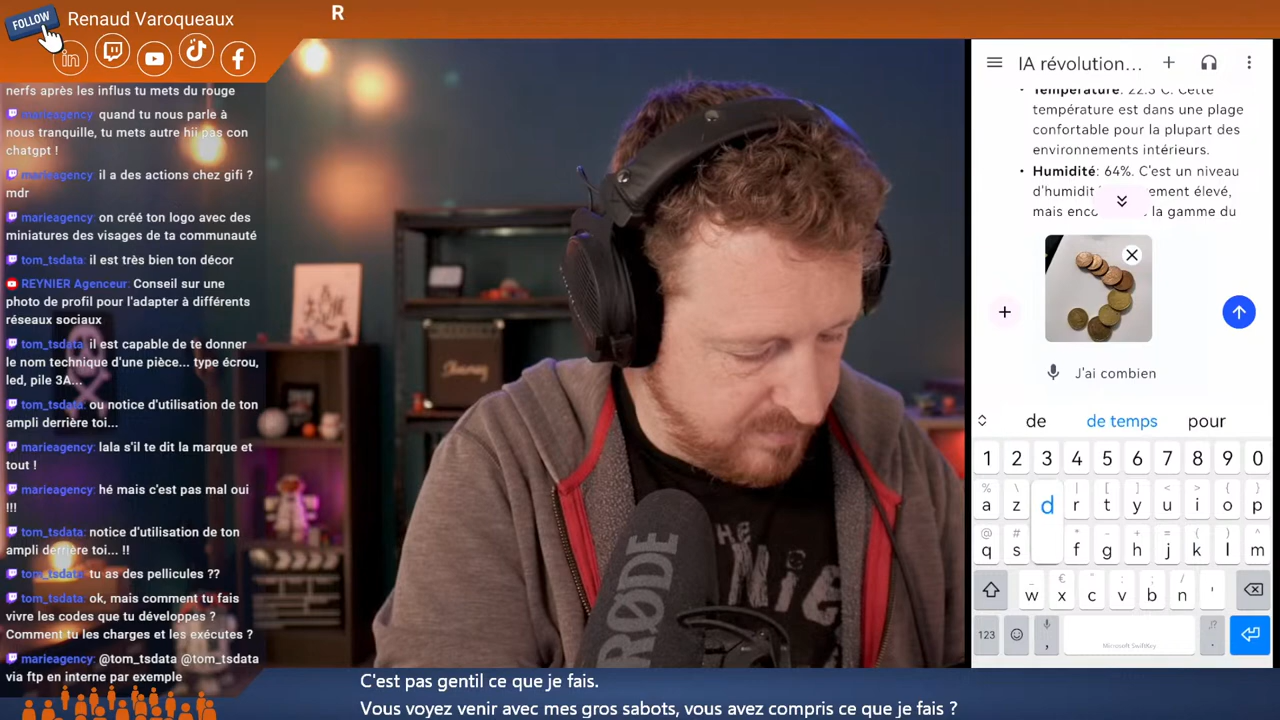 FOLLOW
Renaud Varoqueaux
R
nerfs après les influs tu mets du rouge
marieagency: quand tu nous parle à
nous tranquille, tu mets autre hii pas con
chatgpt !
marieagency: il a des actions chez gifi ?
mdr
marieagency: on créé ton logo avec des
miniatures des visages de ta communauté
tom_tsdata: il est très bien ton décor
REYNIER Agenceur: Conseil sur une
photo de profil pour l'adapter à différents
réseaux sociaux
tom_tsdata: il est capable de te donner
le nom technique d'une pièce... type écrou,
led, pile 3A...
tom_tsdata: ou notice d'utilisation de ton
ampli derrière toi...
marieagency: lala s'il te dit la marque et
tout !
marieagency: hé mais c'est pas mal oui
!!!
tom_tsdata: notice d'utilisation de ton
ampli derrière toi... !!
tom_tsdata: tu as des pellicules ??
tom_tsdata: ok, mais comment tu fais
vivre les codes que tu développes ?
Comment tu les charges et les exécutes ?
marieagency: @tom_tsdata @tom_tsdata
via ftp en interne par exemple
Ibanez
THE
RØDE
IA révolution...
Température: 22.3°C. Cette
température est dans une plage
confortable pour la plupart des
environnements intérieurs.
Humidité: 64%. C'est un niveau
d'humidit ement élevé,
mais enco la gamme du
J'ai combien
de de temps pour
1 2 3 4 5 6 7 8 9 0
% \ | [ ] < > { }
a z d r t y u i o p
@ # * - + = ( )
q s f g h j k l m
_ € " : ; /
w x c v b n '
123 , Microsoft SwiftKey .
C'est pas gentil ce que je fais.
Vous voyez venir avec mes gros sabots, vous avez compris ce que je fais ?